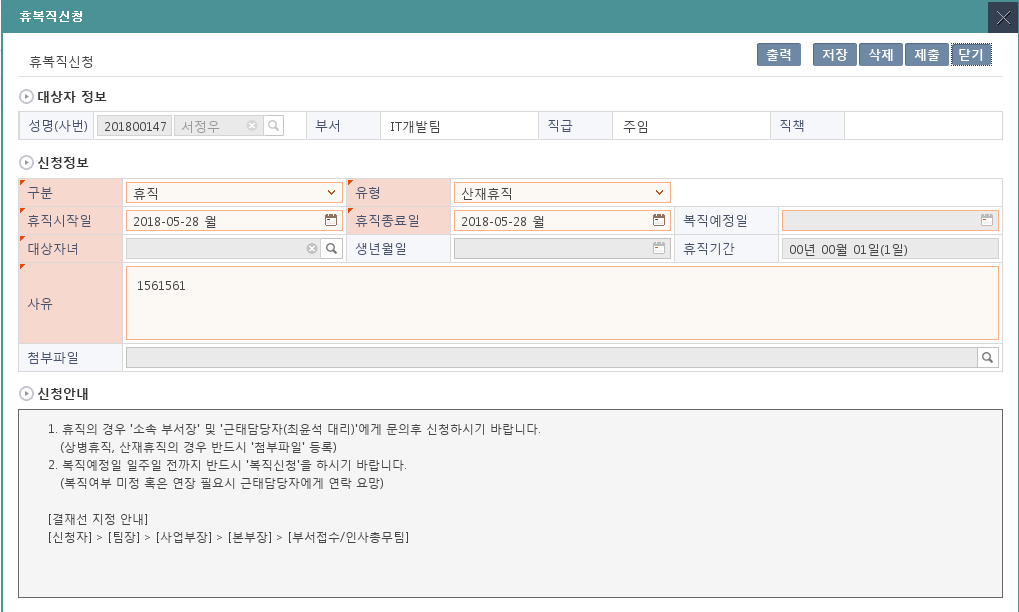 휴복직신청
휴복직신청 출력 저장 삭제 제출 닫기
대상자 정보
성명(사번) 201800147 서정우 부서 IT개발팀 직급 주임 직책
신청정보
구분 휴직 유형 산재휴직
휴직시작일 2018-05-28 월 휴직종료일 2018-05-28 월 복직예정일
대상자녀 생년월일 휴직기간 00년 00월 01일(1일)
사유 1561561
첨부파일
신청안내
1. 휴직의 경우 '소속 부서장' 및 '근태담당자(최윤석 대리)'에게 문의후 신청하시기 바랍니다.
(상병휴직, 산재휴직의 경우 반드시 '첨부파일' 등록)
2. 복직예정일 일주일 전까지 반드시 '복직신청'을 하시기 바랍니다.
(복직여부 미정 혹은 연장 필요시 근태담당자에게 연락 요망)
[결재선 지정 안내]
[신청자] > [팀장] > [사업부장] > [본부장] > [부서접수/인사총무팀]